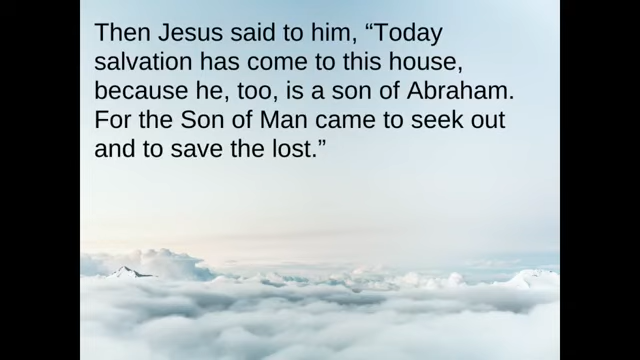 Then Jesus said to him, “Today
salvation has come to this house,
because he, too, is a son of Abraham.
For the Son of Man came to seek out
and to save the lost.”